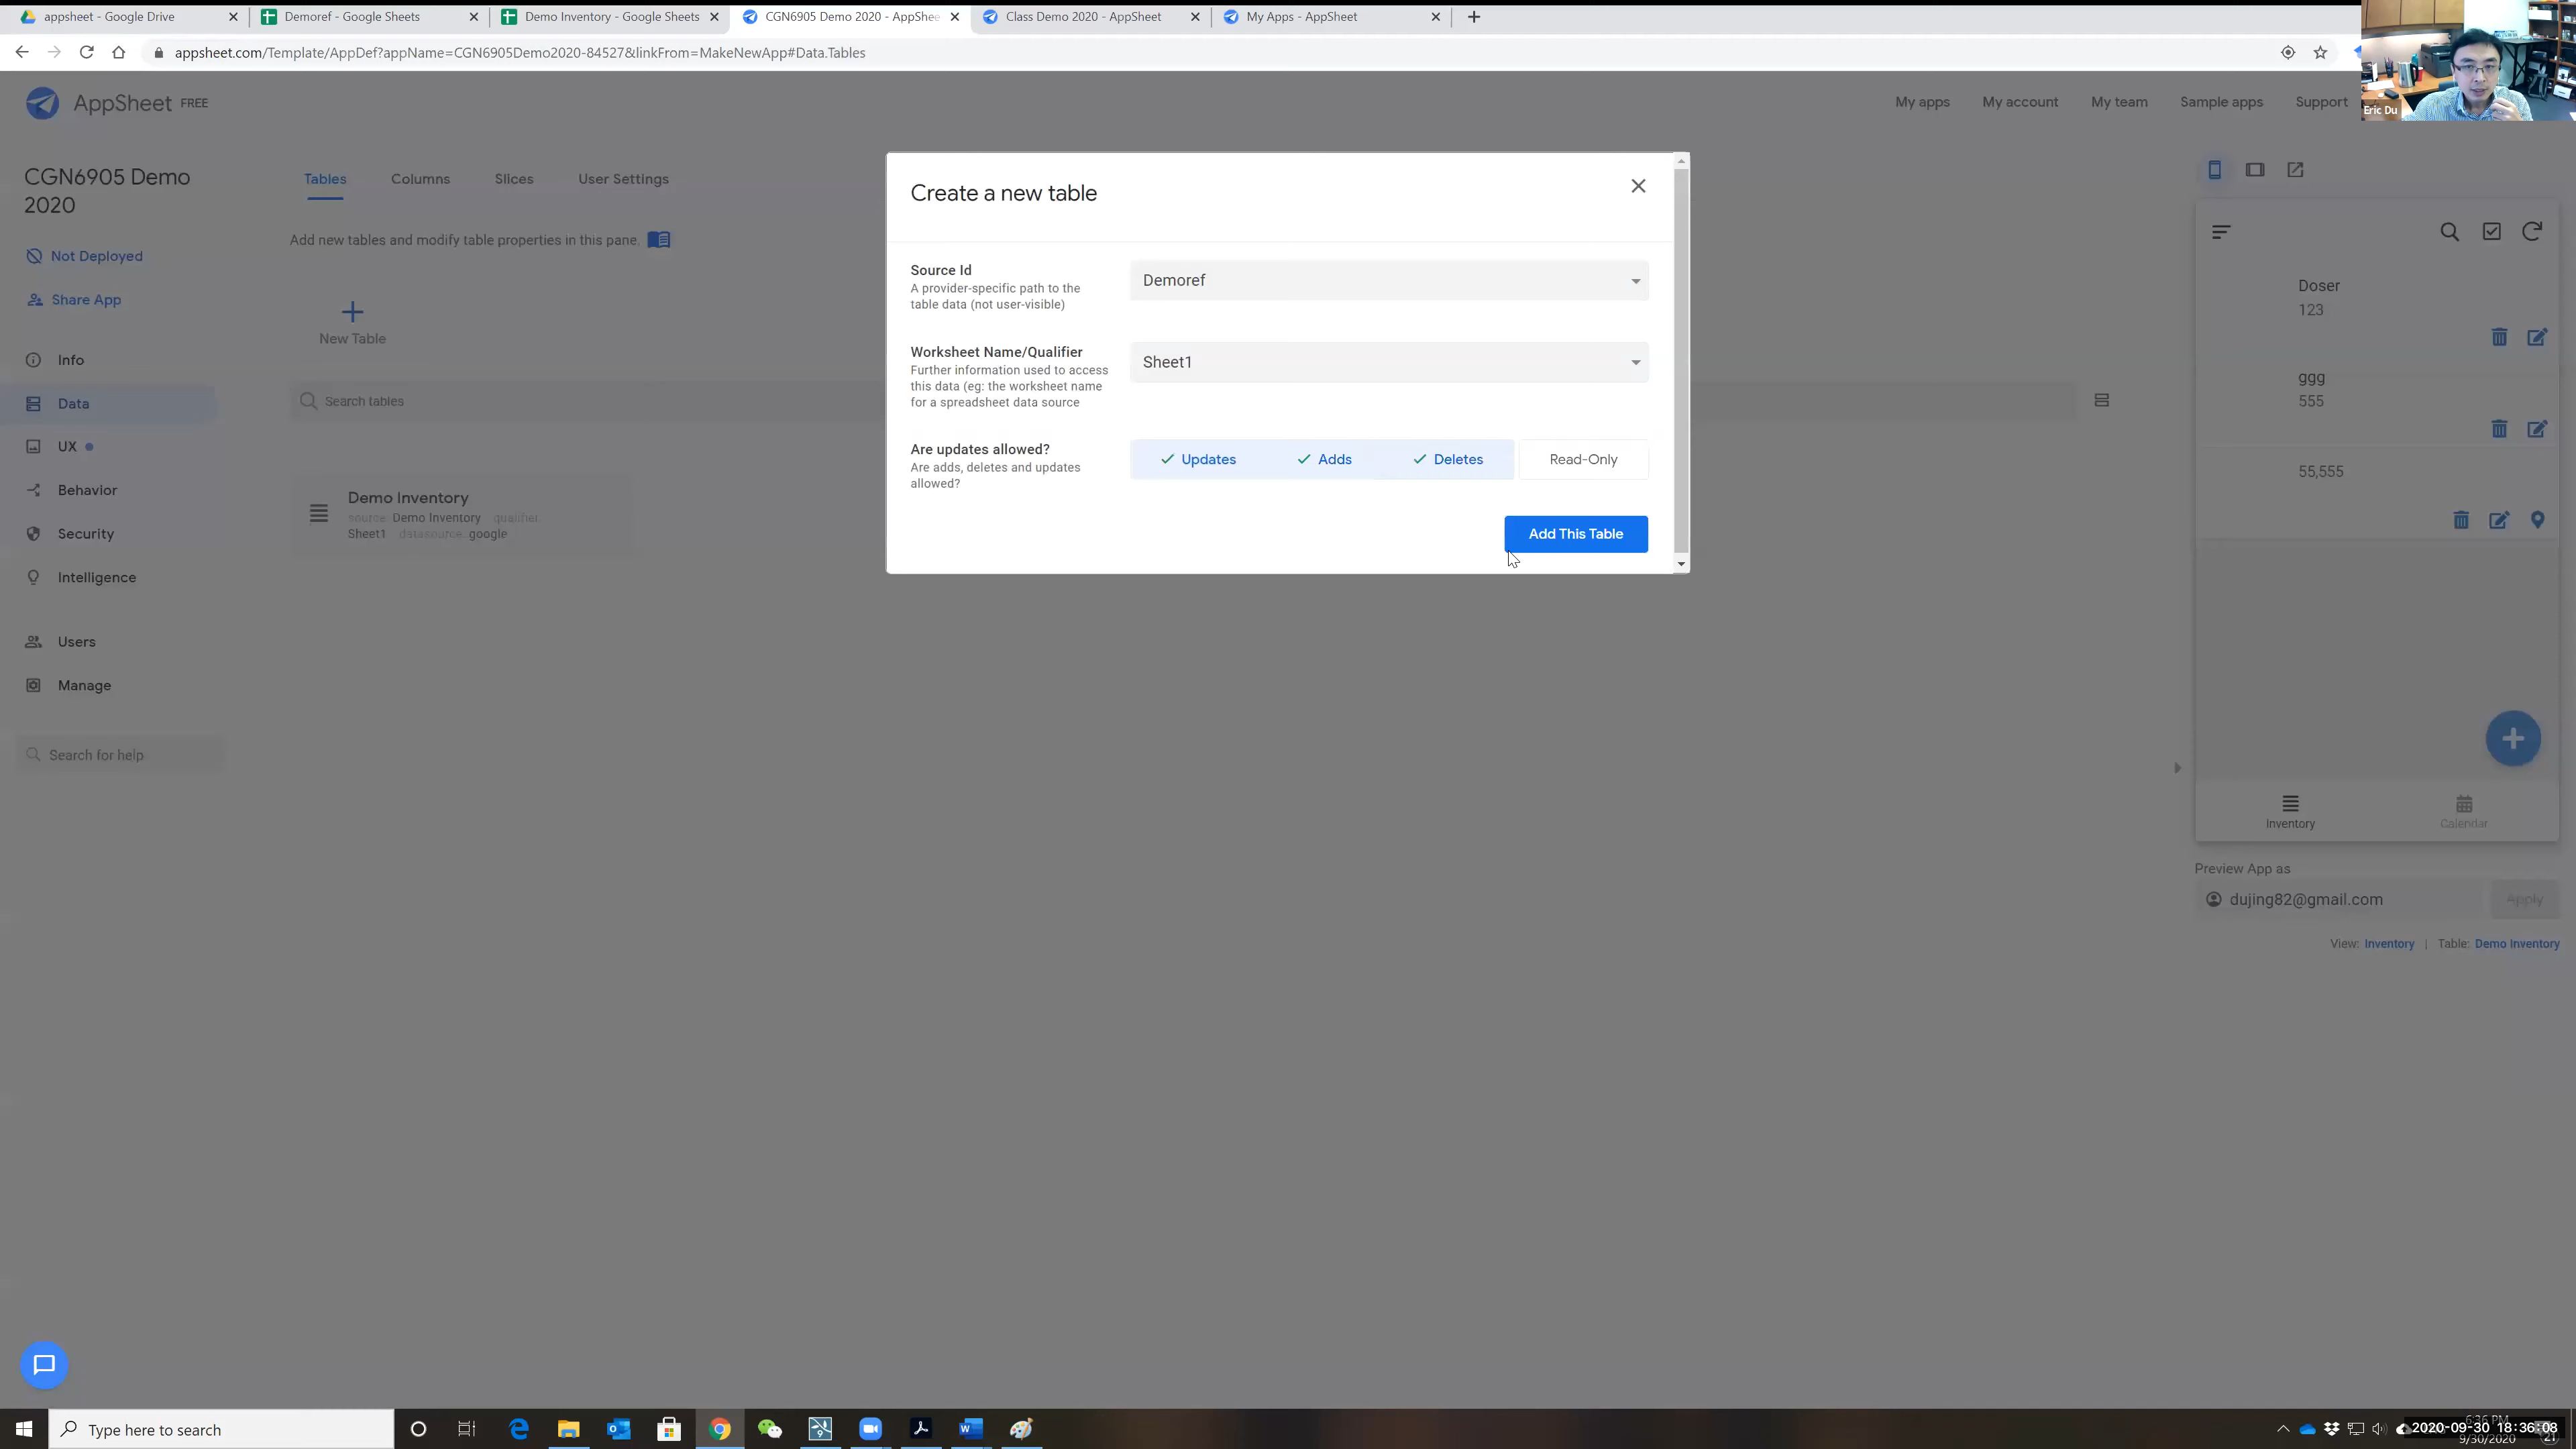 appsheet - Google Drive
Demoref - Google Sheets
Demo Inventory - Google Sheets
CGN6905 Demo 2020 - AppShee
Class Demo 2020 - AppSheet
My Apps - AppSheet
appsheet.com/Template/AppDef?appName=CGN6905Demo2020-84527&linkFrom=MakeNewApp#Data.Tables
Eric Du
AppSheet FREE
My apps
My account
My team
Sample apps
Support
CGN6905 Demo
2020
Not Deployed
Share App
Info
Data
UX
Behavior
Security
Intelligence
Users
Manage
Search for help
Tables
Columns
Slices
User Settings
Add new tables and modify table properties in this pane.
New Table
Search tables
Demo Inventory
source: Demo Inventory qualifier:
Sheet1 datasource: google
Create a new table
Source Id
A provider-specific path to the
table data (not user-visible)
Demoref
Worksheet Name/Qualifier
Further information used to access
this data (eg: the worksheet name
for a spreadsheet data source
Sheet1
Are updates allowed?
Are adds, deletes and updates
allowed?
Updates
Adds
Deletes
Read-Only
Add This Table
Doser
123
ggg
555
55,555
Inventory
Calendar
Preview App as
dujing82@gmail.com
Apply
View: Inventory | Table: Demo Inventory
Type here to search
6:36 PM
2020-09-30 18:36:08
9/30/2020
21